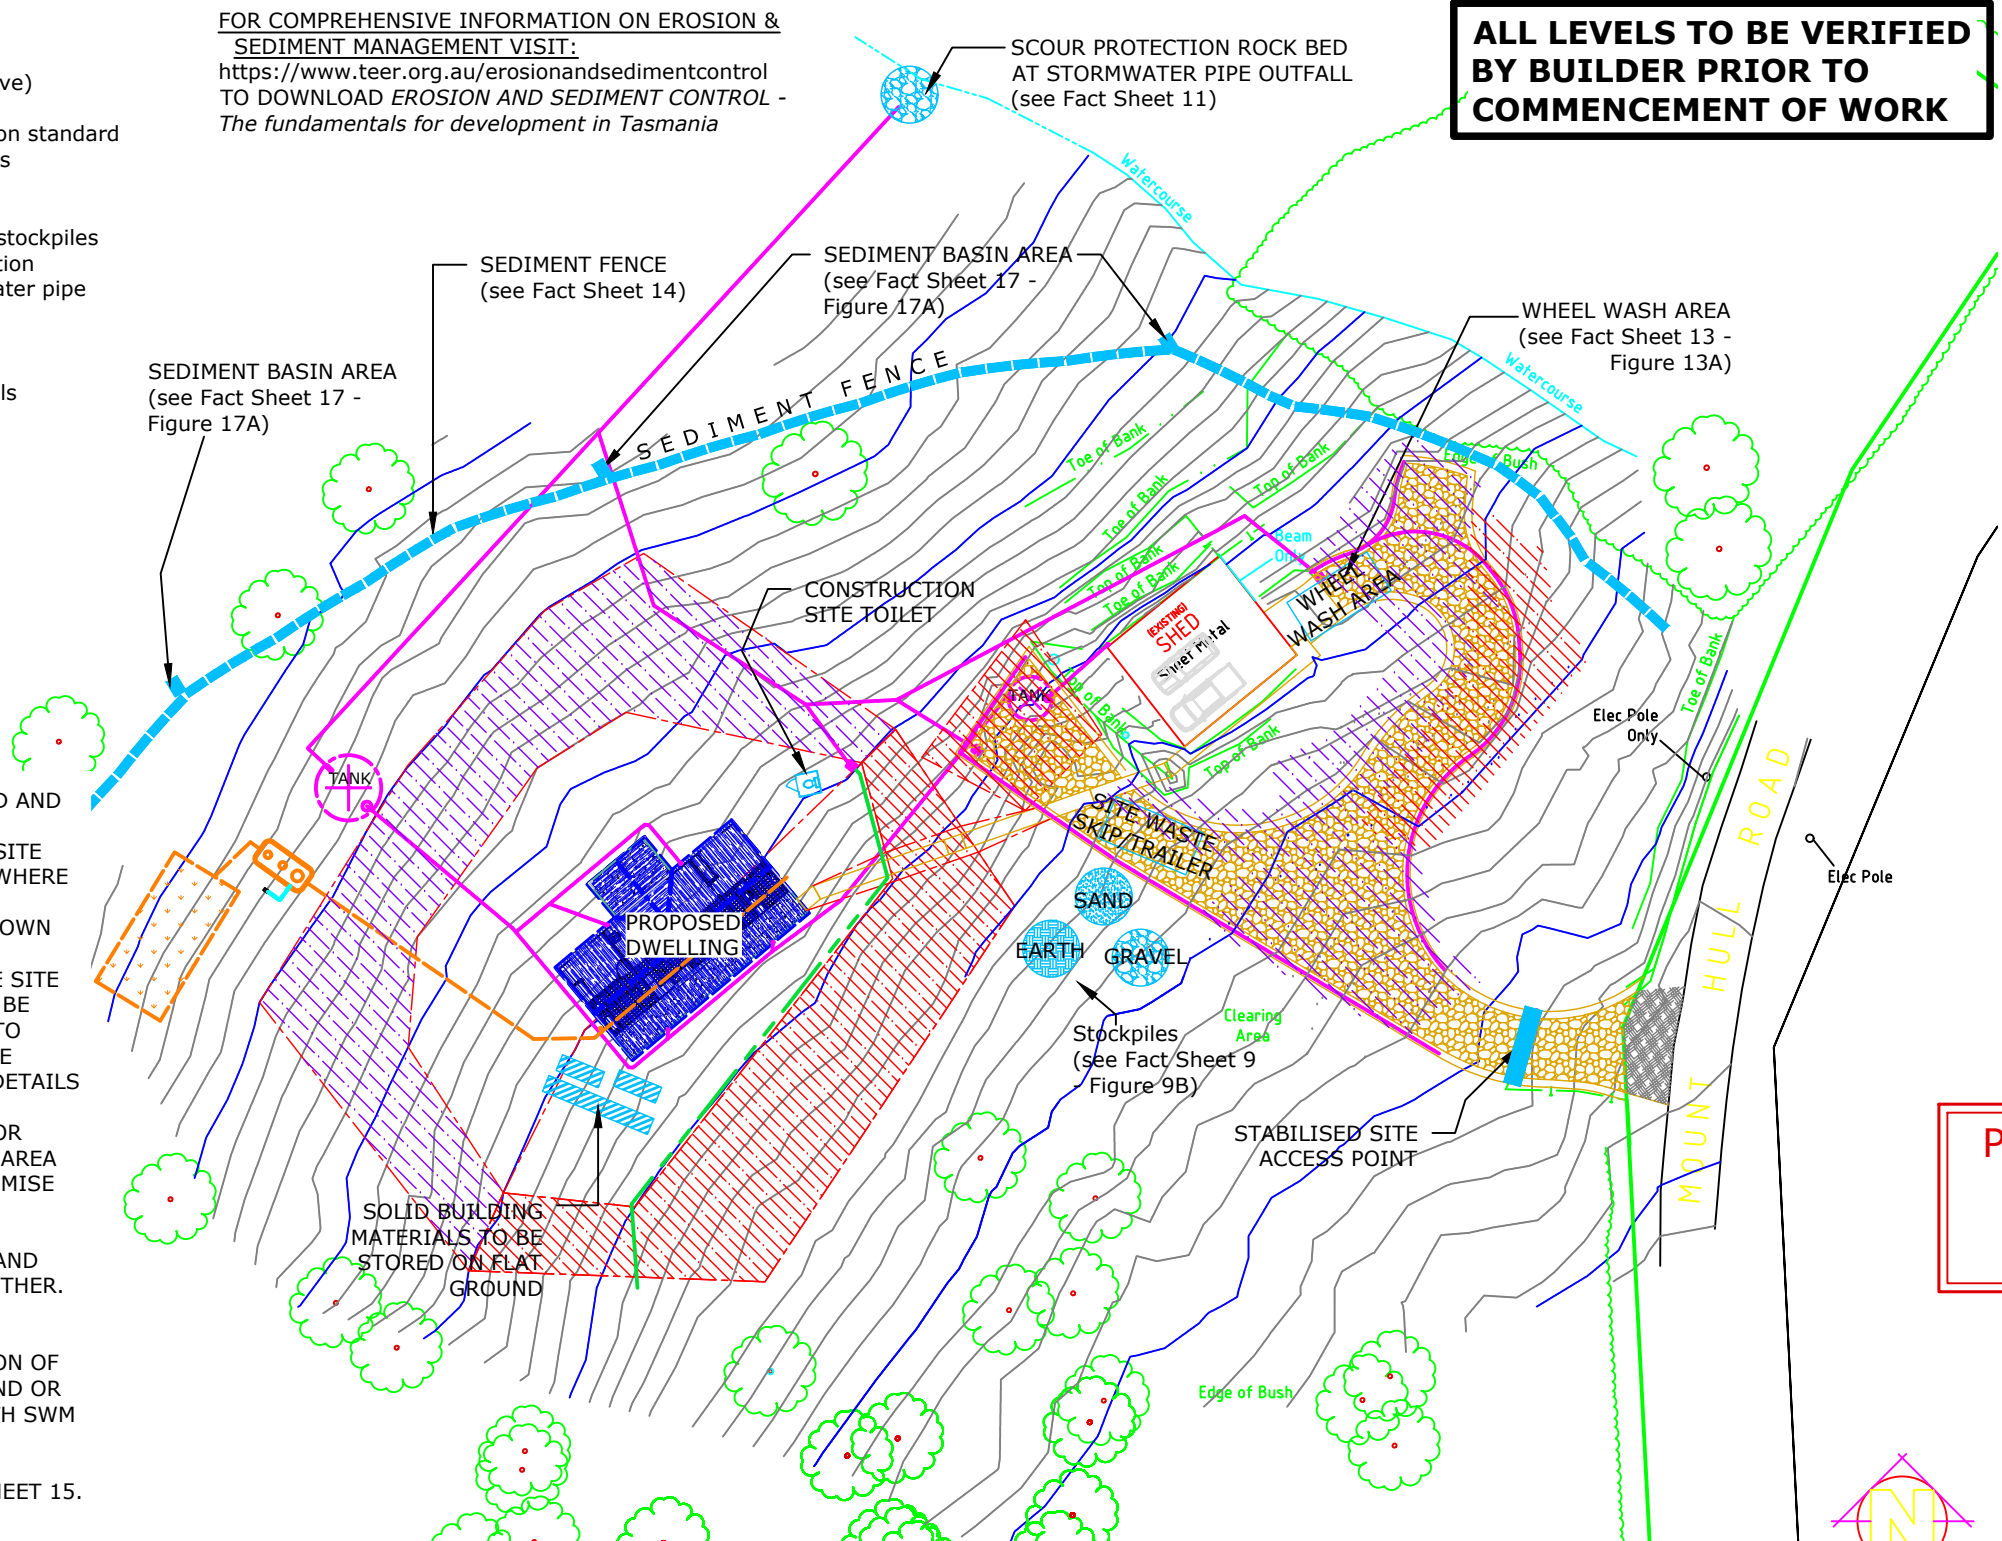 FOR COMPREHENSIVE INFORMATION ON EROSION &
SEDIMENT MANAGEMENT VISIT:
https://www.teer.org.au/erosionandsedimentcontrol
TO DOWNLOAD EROSION AND SEDIMENT CONTROL -
The fundamentals for development in Tasmania
SCOUR PROTECTION ROCK BED
AT STORMWATER PIPE OUTFALL
(see Fact Sheet 11)
ALL LEVELS TO BE VERIFIED
BY BUILDER PRIOR TO
COMMENCEMENT OF WORK
ve)
on standard
s
stockpiles
tion
ater pipe
ls
Watercourse
SEDIMENT FENCE
(see Fact Sheet 14)
SEDIMENT BASIN AREA
(see Fact Sheet 17 -
Figure 17A)
WHEEL WASH AREA
(see Fact Sheet 13 -
Figure 13A)
Watercourse
SEDIMENT BASIN AREA
(see Fact Sheet 17 -
Figure 17A)
SEDIMENT FENCE
Toe of Bank
Top of Bank
Edge of Bush
Toe of Bank
Beam
Only
Top of Bank
Toe of Bank
CONSTRUCTION
SITE TOILET
WHEEL
WASH AREA
(EXISTING)
SHED
Sheet Metal
TANK
Top of Bank
Top of Bank
Toe of Bank
Elec Pole
Only
TANK
SITE WASTE
SKIP/TRAILER
MOUNT HULL ROAD
Elec Pole
SAND
EARTH
GRAVEL
PROPOSED
DWELLING
Clearing
Area
Stockpiles
(see Fact Sheet 9
- Figure 9B)
STABILISED SITE
ACCESS POINT
SOLID BUILDING
MATERIALS TO BE
STORED ON FLAT
GROUND
Edge of Bush
D AND
SITE
WHERE
OWN
E SITE
BE
TO
E
DETAILS
OR
AREA
MISE
AND
THER.
ON OF
ND OR
TH SWM
HEET 15.
P
N